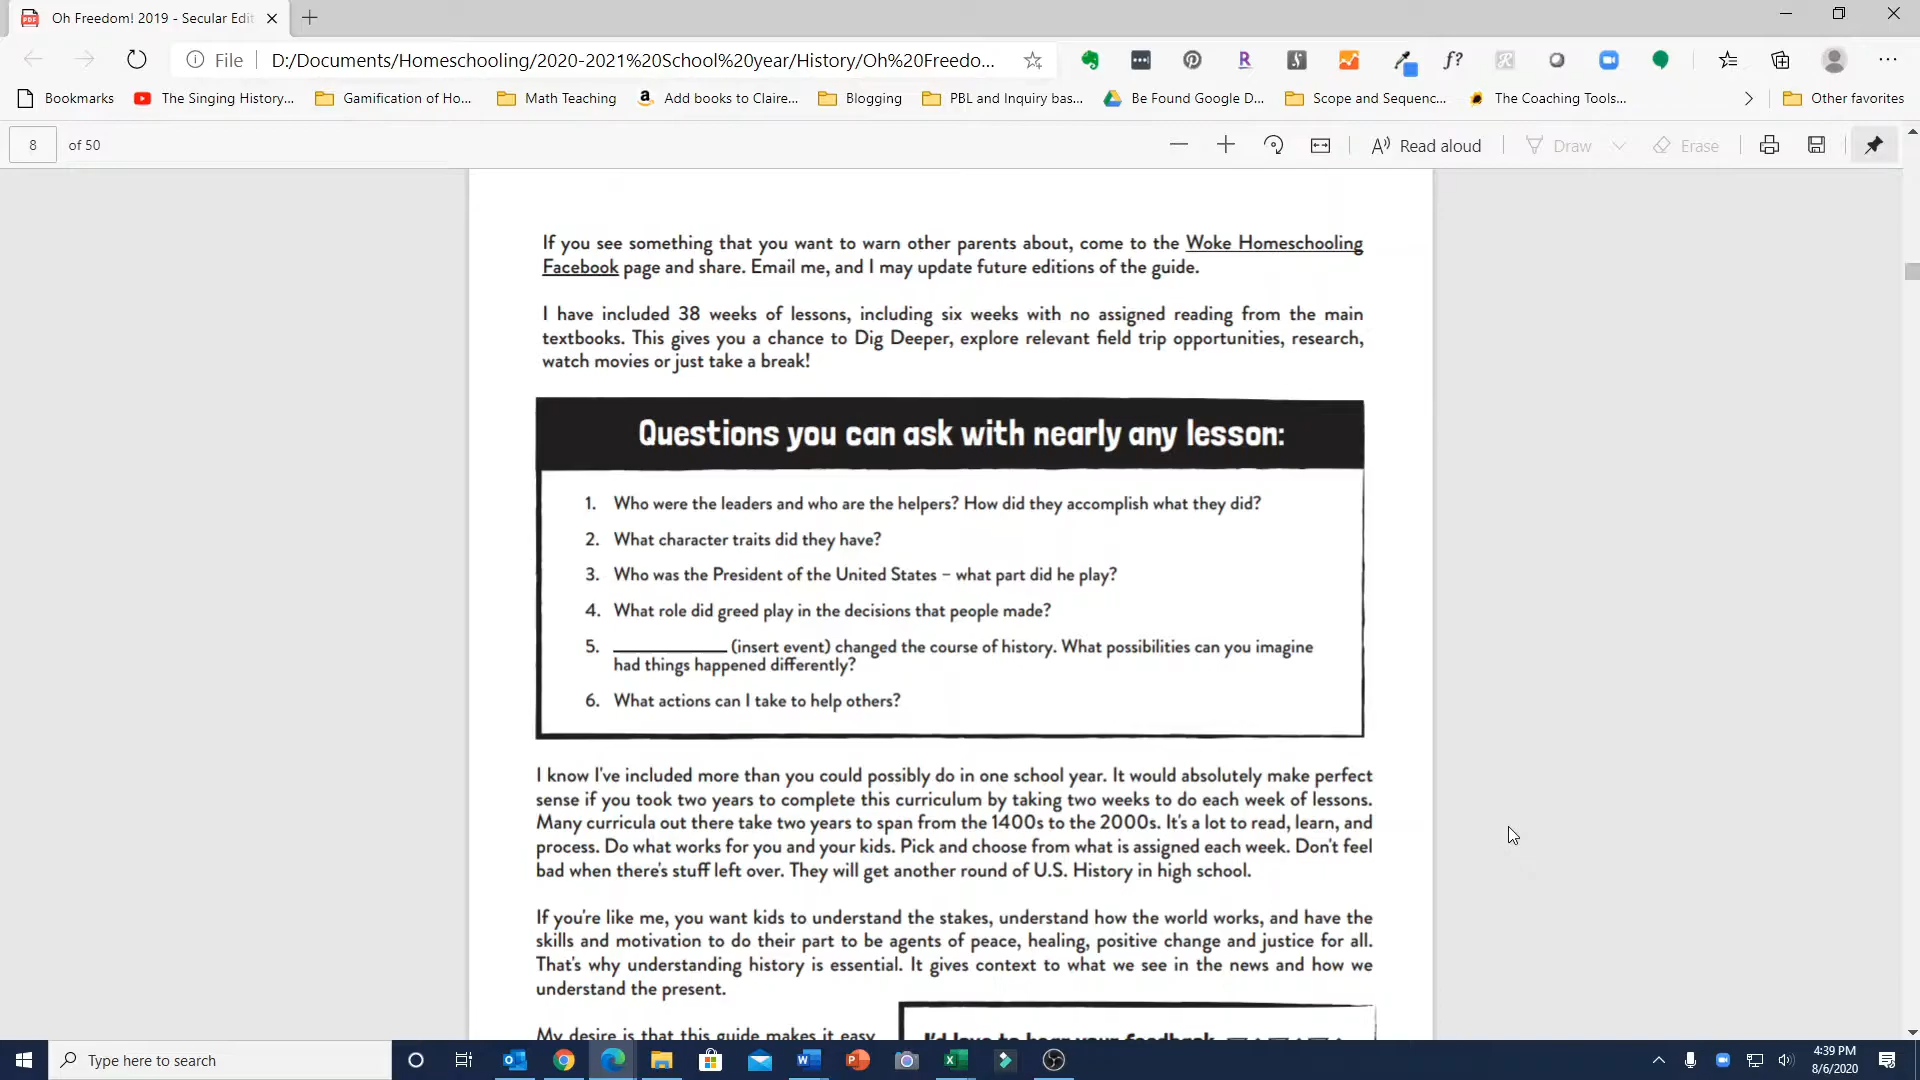 Oh Freedom! 2019 - Secular Edit
File D:/Documents/Homeschooling/2020-2021%20School%20year/History/Oh%20Freedo...
Bookmarks The Singing History... Gamification of Ho... Math Teaching Add books to Claire... Blogging PBL and Inquiry bas... Be Found Google D... Scope and Sequenc... The Coaching Tools... Other favorites
8 of 50 Read aloud Draw Erase
If you see something that you want to warn other parents about, come to the Woke Homeschooling
Facebook page and share. Email me, and I may update future editions of the guide.
I have included 38 weeks of lessons, including six weeks with no assigned reading from the main
textbooks. This gives you a chance to Dig Deeper, explore relevant field trip opportunities, research,
watch movies or just take a break!
Questions you can ask with nearly any lesson:
1. Who were the leaders and who are the helpers? How did they accomplish what they did?
2. What character traits did they have?
3. Who was the President of the United States – what part did he play?
4. What role did greed play in the decisions that people made?
5. ____________ (insert event) changed the course of history. What possibilities can you imagine
had things happened differently?
6. What actions can I take to help others?
I know I've included more than you could possibly do in one school year. It would absolutely make perfect
sense if you took two years to complete this curriculum by taking two weeks to do each week of lessons.
Many curricula out there take two years to span from the 1400s to the 2000s. It's a lot to read, learn, and
process. Do what works for you and your kids. Pick and choose from what is assigned each week. Don't feel
bad when there's stuff left over. They will get another round of U.S. History in high school.
If you're like me, you want kids to understand the stakes, understand how the world works, and have the
skills and motivation to do their part to be agents of peace, healing, positive change and justice for all.
That's why understanding history is essential. It gives context to what we see in the news and how we
understand the present.
My desire is that this guide makes it easy
I'd love to hear your feedback
Type here to search
4:39 PM
8/6/2020